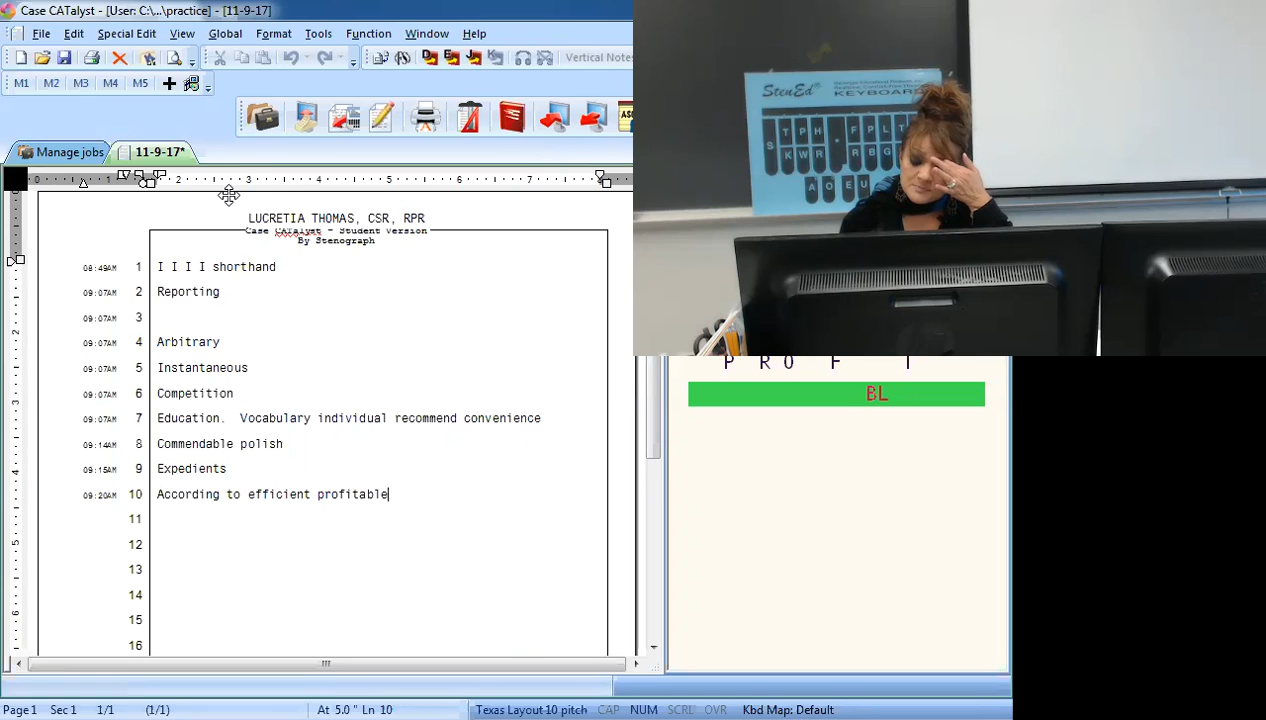 Case CATalyst - [User: C:\...\practice] - [11-9-17]
File Edit Special Edit View Global Format Tools Function Window Help
Vertical Notes
M1 M2 M3 M4 M5
Manage jobs 11-9-17*
LUCRETIA THOMAS, CSR, RPR
Case CATalyst - Student Version
By Stenograph
08:49AM 1 I I I I shorthand
09:07AM 2 Reporting
09:07AM 3
09:07AM 4 Arbitrary
09:07AM 5 Instantaneous
09:07AM 6 Competition
09:07AM 7 Education. Vocabulary individual recommend convenience
09:14AM 8 Commendable polish
09:15AM 9 Expedients
09:20AM 10 According to efficient profitable
11
12
13
14
15
16
StenEd
KEYBOARD
T P H * F P L T
S K W R R B G
A O E U
P R O F T
BL
Page 1 Sec 1 1/1 (1/1) At 5.0" Ln 10 Texas Layout 10 pitch CAP NUM SCRL OVR Kbd Map: Default